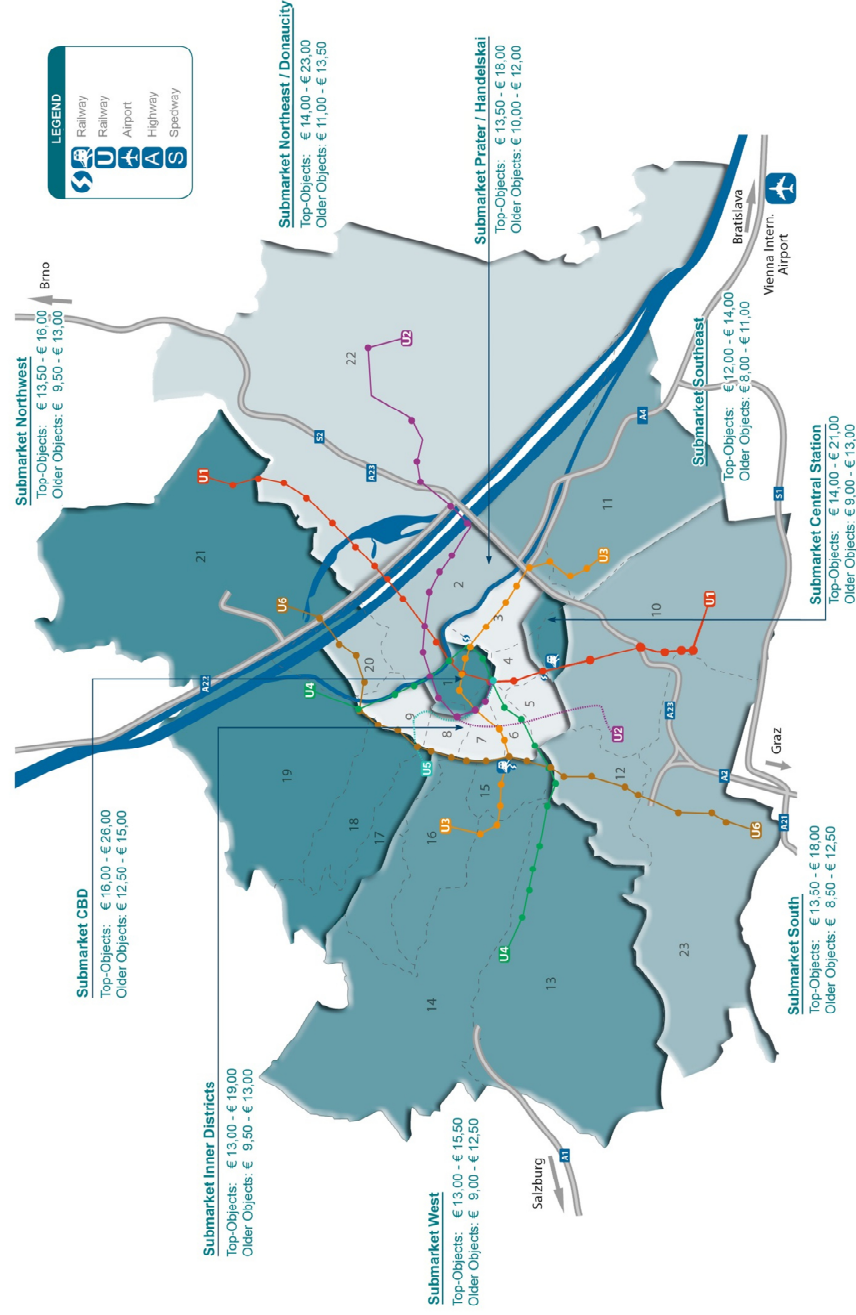 LEGEND
Railway
U Railway
Airport
A Highway
S Spedway
Submarket Northwest
Top-Objects: € 13,50 - € 16,00
Older Objects: € 9,50 - € 13,00
Brno
Submarket Northeast / Donaucity
Top-Objects: € 14,00 - € 23,00
Older Objects: € 11,00 - € 13,50
Submarket Prater / Handelskai
Top-Objects: € 13,50 - € 18,00
Older Objects: € 10,00 - € 12,00
Submarket CBD
Top-Objects: € 16,00 - € 26,00
Older Objects: € 12,50 - € 15,00
Submarket Inner Districts
Top-Objects: € 13,00 - € 19,00
Older Objects: € 9,50 - € 13,00
Submarket West
Top-Objects: € 13,00 - € 15,50
Older Objects: € 9,00 - € 12,50
Submarket South
Top-Objects: € 13,50 - € 18,00
Older Objects: € 8,50 - € 12,50
Submarket Southeast
Top-Objects: € 12,00 - € 14,00
Older Objects: € 8,00 - € 11,00
Submarket Central Station
Top-Objects: € 14,00 - € 21,00
Older Objects: € 9,00 - € 13,00
Bratislava
Vienna Intern.
Airport
Salzburg
Graz
A22
S2
A23
A4
S1
A23
A2
A21
A1
U1
U6
U4
U2
U5
U3
U3
U4
U2
U1
U6
1
2
3
4
5
6
7
8
9
10
11
12
13
14
15
16
17
18
19
20
21
22
23